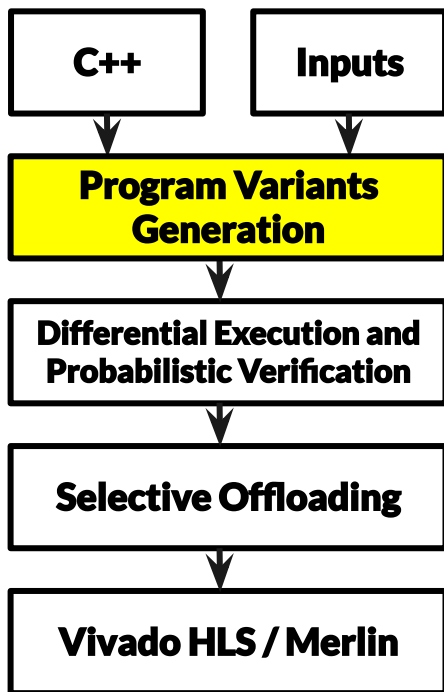 C++
Inputs
Program Variants
Generation
Differential Execution and
Probabilistic Verification
Selective Offloading
Vivado HLS / Merlin